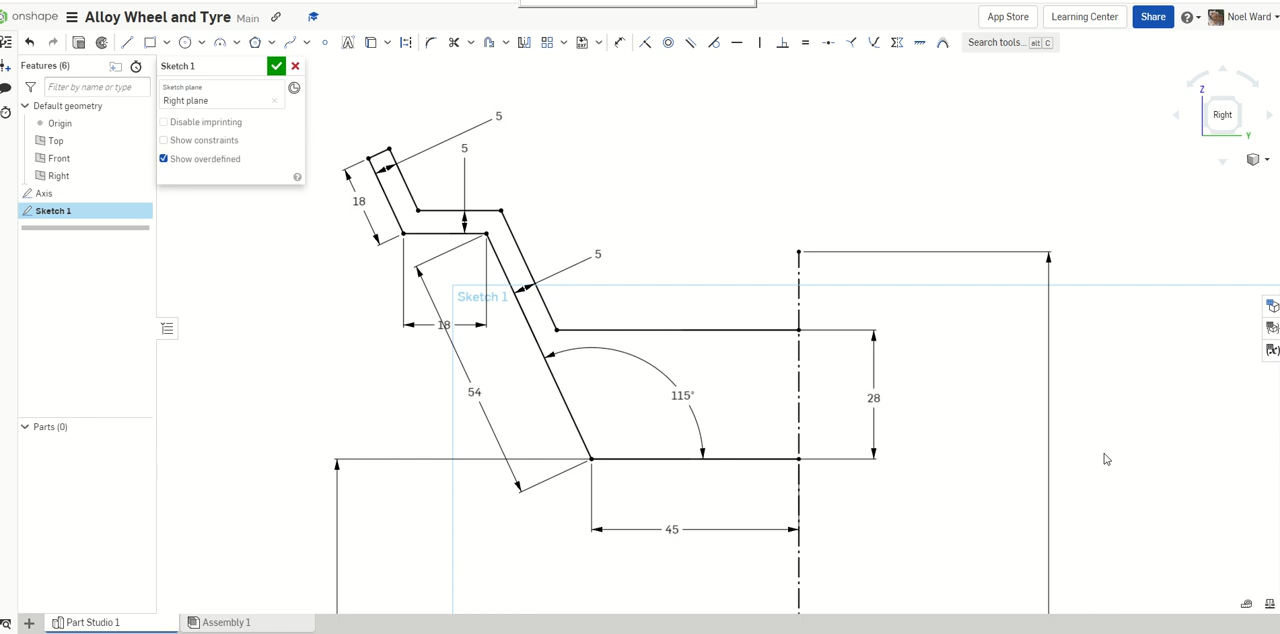 onshape Alloy Wheel and Tyre Main App Store Learning Center Share Noel Ward
Search tools... alt C
Features (6)
Filter by name or type
Default geometry
Origin
Top
Front
Right
Axis
Sketch 1
Parts (0)
Sketch 1
Sketch plane
Right plane
Disable imprinting
Show constraints
Show overdefined
Z
Right
Y
5
5
18
5
Sketch 1
18
54
115°
28
45
Part Studio 1
Assembly 1